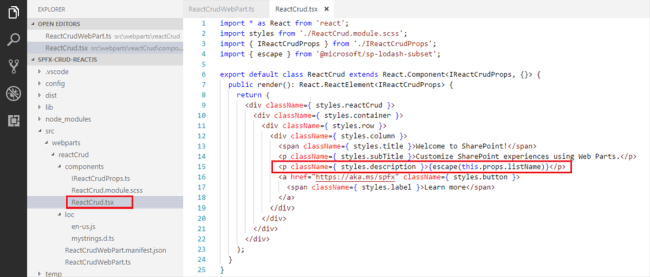 EXPLORER
OPEN EDITORS
ReactCrudWebPart.ts src\webparts\reactCrud
ReactCrud.tsx src\webparts\reactCrud\compo...
SPFX-CRUD-REACTJS
.vscode
config
dist
lib
node_modules
src
webparts
reactCrud
components
IReactCrudProps.ts
ReactCrud.module.scss
ReactCrud.tsx
loc
en-us.js
mystrings.d.ts
ReactCrudWebPart.manifest.json
ReactCrudWebPart.ts
temp
ReactCrudWebPart.ts ReactCrud.tsx ×
1 import * as React from 'react';
2 import styles from './ReactCrud.module.scss';
3 import { IReactCrudProps } from './IReactCrudProps';
4 import { escape } from '@microsoft/sp-lodash-subset';
5
6 export default class ReactCrud extends React.Component<IReactCrudProps, {}> {
7 public render(): React.ReactElement<IReactCrudProps> {
8 return (
9 <div className={ styles.reactCrud }>
10 <div className={ styles.container }>
11 <div className={ styles.row }>
12 <div className={ styles.column }>
13 <span className={ styles.title }>Welcome to SharePoint!</span>
14 <p className={ styles.subTitle }>Customize SharePoint experiences using Web Parts.</p>
15 <p className={ styles.description }>{escape(this.props.listName)}</p>
16 <a href="https://aka.ms/spfx" className={ styles.button }>
17 <span className={ styles.label }>Learn more</span>
18 </a>
19 </div>
20 </div>
21 </div>
22 </div>
23 );
24 }
25 }